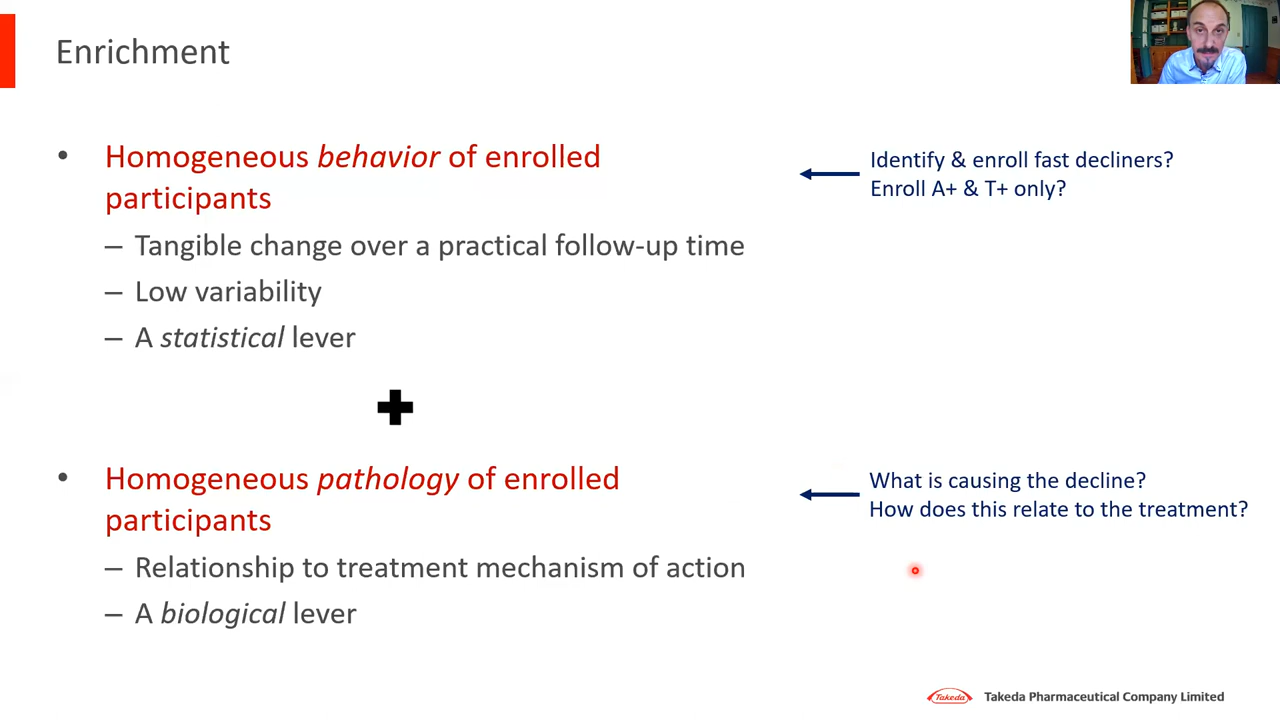 Enrichment
• Homogeneous behavior of enrolled
participants
– Tangible change over a practical follow-up time
– Low variability
– A statistical lever
Identify & enroll fast decliners?
Enroll A+ & T+ only?
• Homogeneous pathology of enrolled
participants
– Relationship to treatment mechanism of action
– A biological lever
What is causing the decline?
How does this relate to the treatment?
Takeda Takeda Pharmaceutical Company Limited